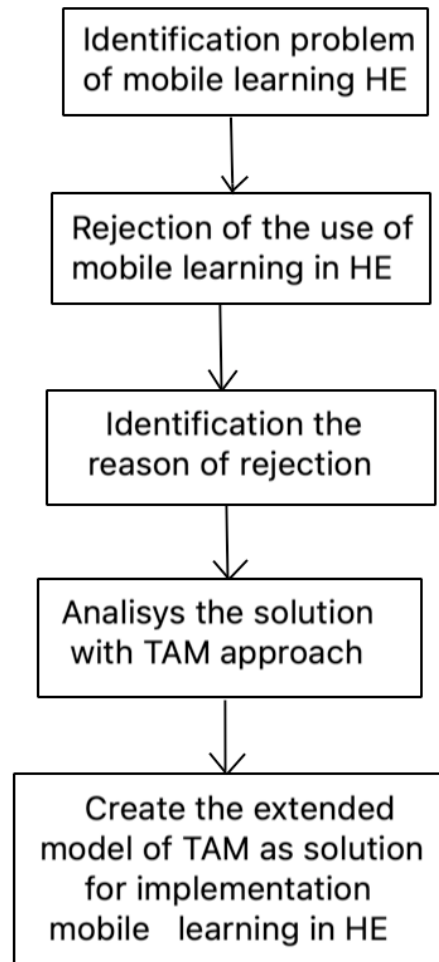 Identification problem
of mobile learning HE
Rejection of the use of
mobile learning in HE
Identification the
reason of rejection
Analisys the solution
with TAM approach
Create the extended
model of TAM as solution
for implementation
mobile learning in HE